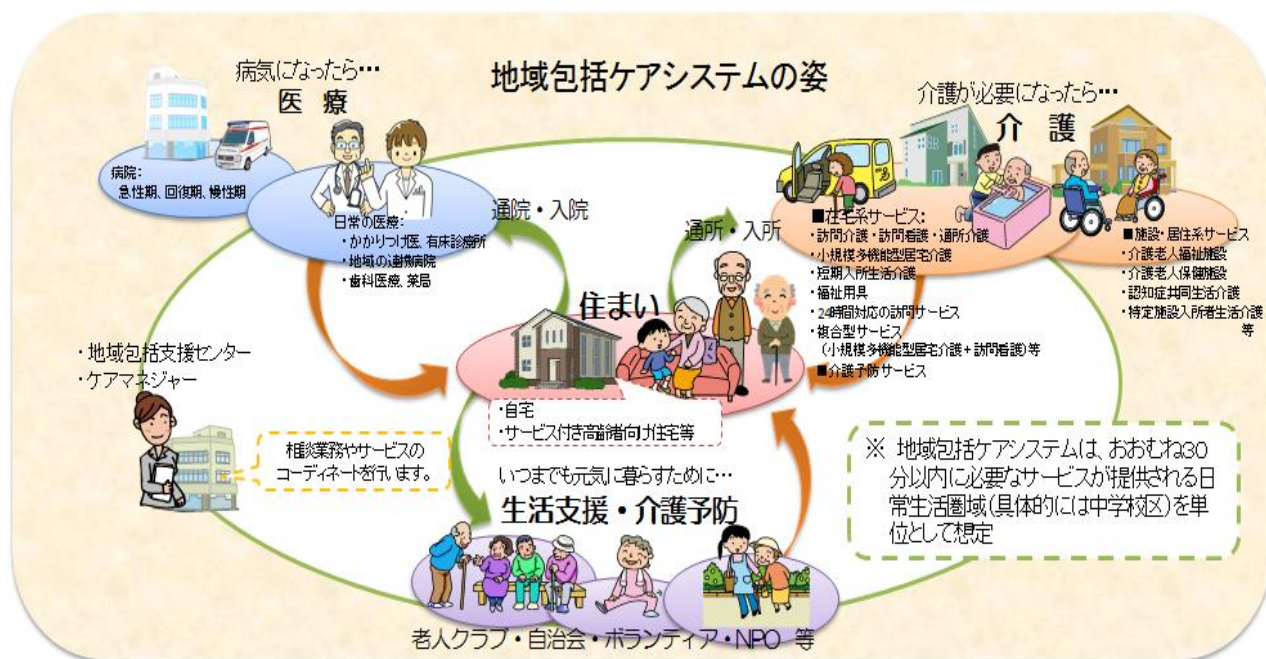 地域包括ケアシステムの姿
病気になったら…
医 療
病院:
急性期、回復期、慢性期
日常の医療:
・かかりつけ医、有床診療所
・地域の連携病院
・歯科医療、薬局
通院・入院
通所・入所
介護が必要になったら…
介 護
■在宅系サービス:
・訪問介護・訪問看護・通所介護
・小規模多機能型居宅介護
・短期入所生活介護
・福祉用具
・24時間対応の訪問サービス
・複合型サービス
(小規模多機能型居宅介護+訪問看護)等
■介護予防サービス
■施設・居住系サービス
・介護老人福祉施設
・介護老人保健施設
・認知症共同生活介護
・特定施設入所者生活介護
等
住まい
・自宅
・サービス付き高齢者向け住宅等
・地域包括支援センター
・ケアマネジャー
相談業務やサービスの
コーディネートを行います。
いつまでも元気に暮らすために…
生活支援・介護予防
老人クラブ・自治会・ボランティア・NPO 等
※ 地域包括ケアシステムは、おおむね30
分以内に必要なサービスが提供される日
常生活圏域(具体的には中学校区)を単
位として想定